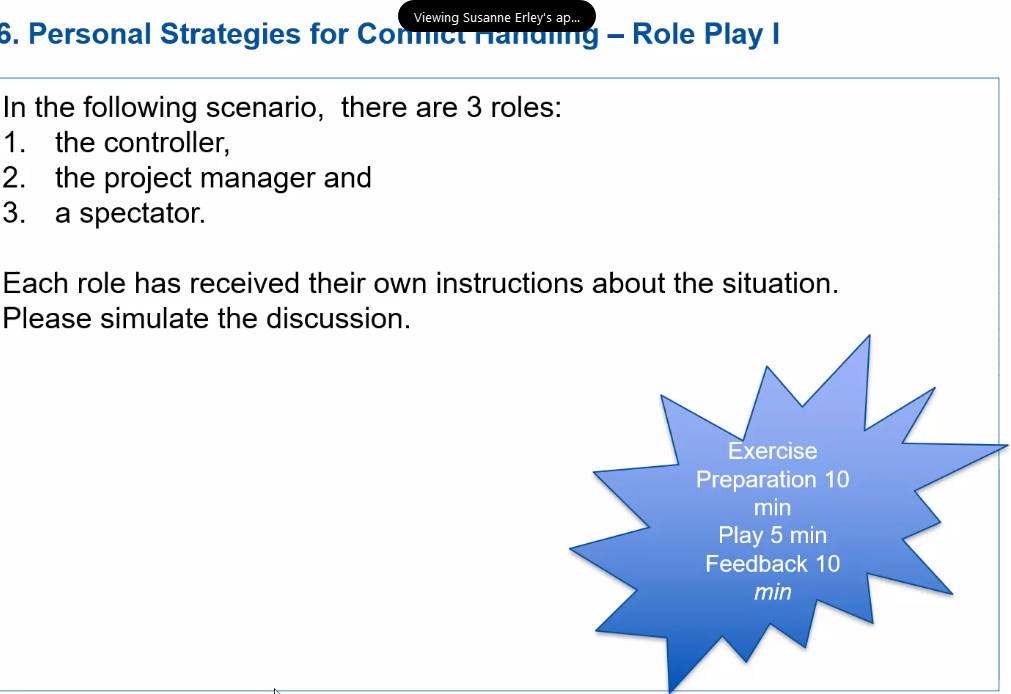 Viewing Susanne Erley's ap...
6. Personal Strategies for Conflict Handling – Role Play I
In the following scenario, there are 3 roles:
1. the controller,
2. the project manager and
3. a spectator.
Each role has received their own instructions about the situation.
Please simulate the discussion.
Exercise
Preparation 10
min
Play 5 min
Feedback 10
min